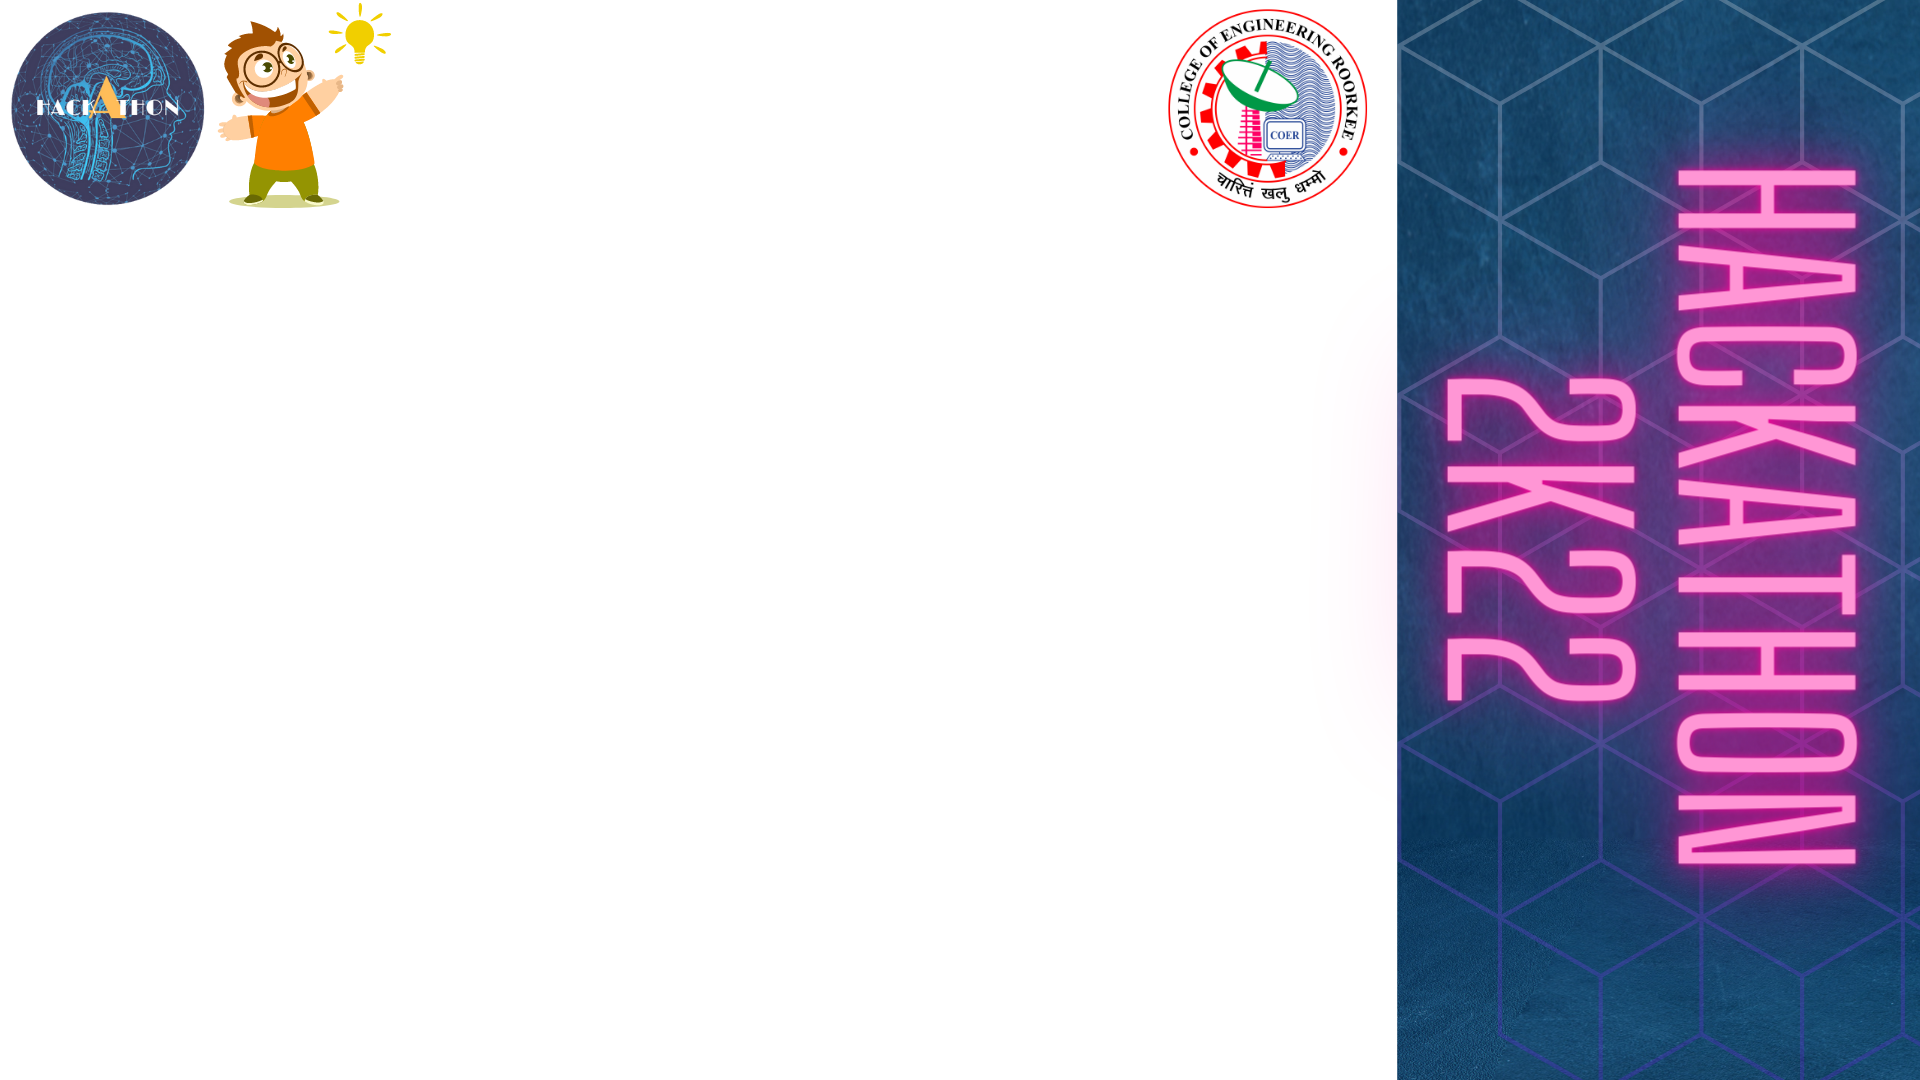 HACKATHON
COLLEGE OF ENGINEERING ROORKEE
COER
चारित्तं खलु धम्मो
HACKATHON
2K22